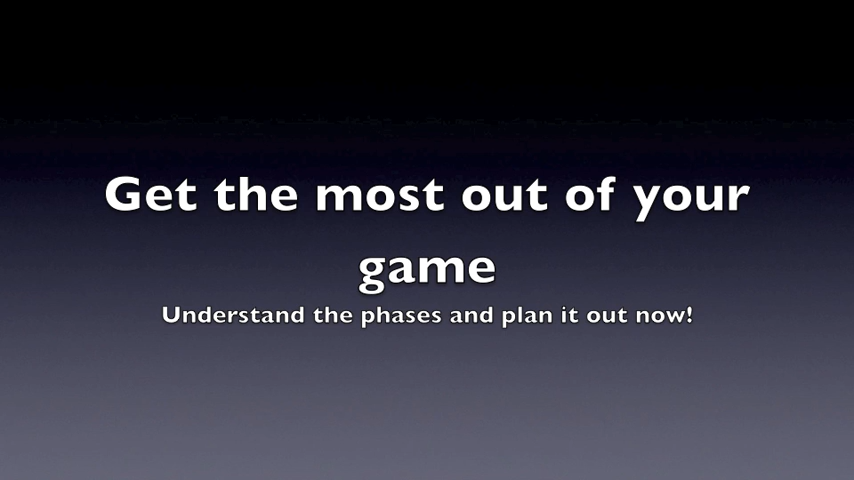 Get the most out of your
game
Understand the phases and plan it out now!